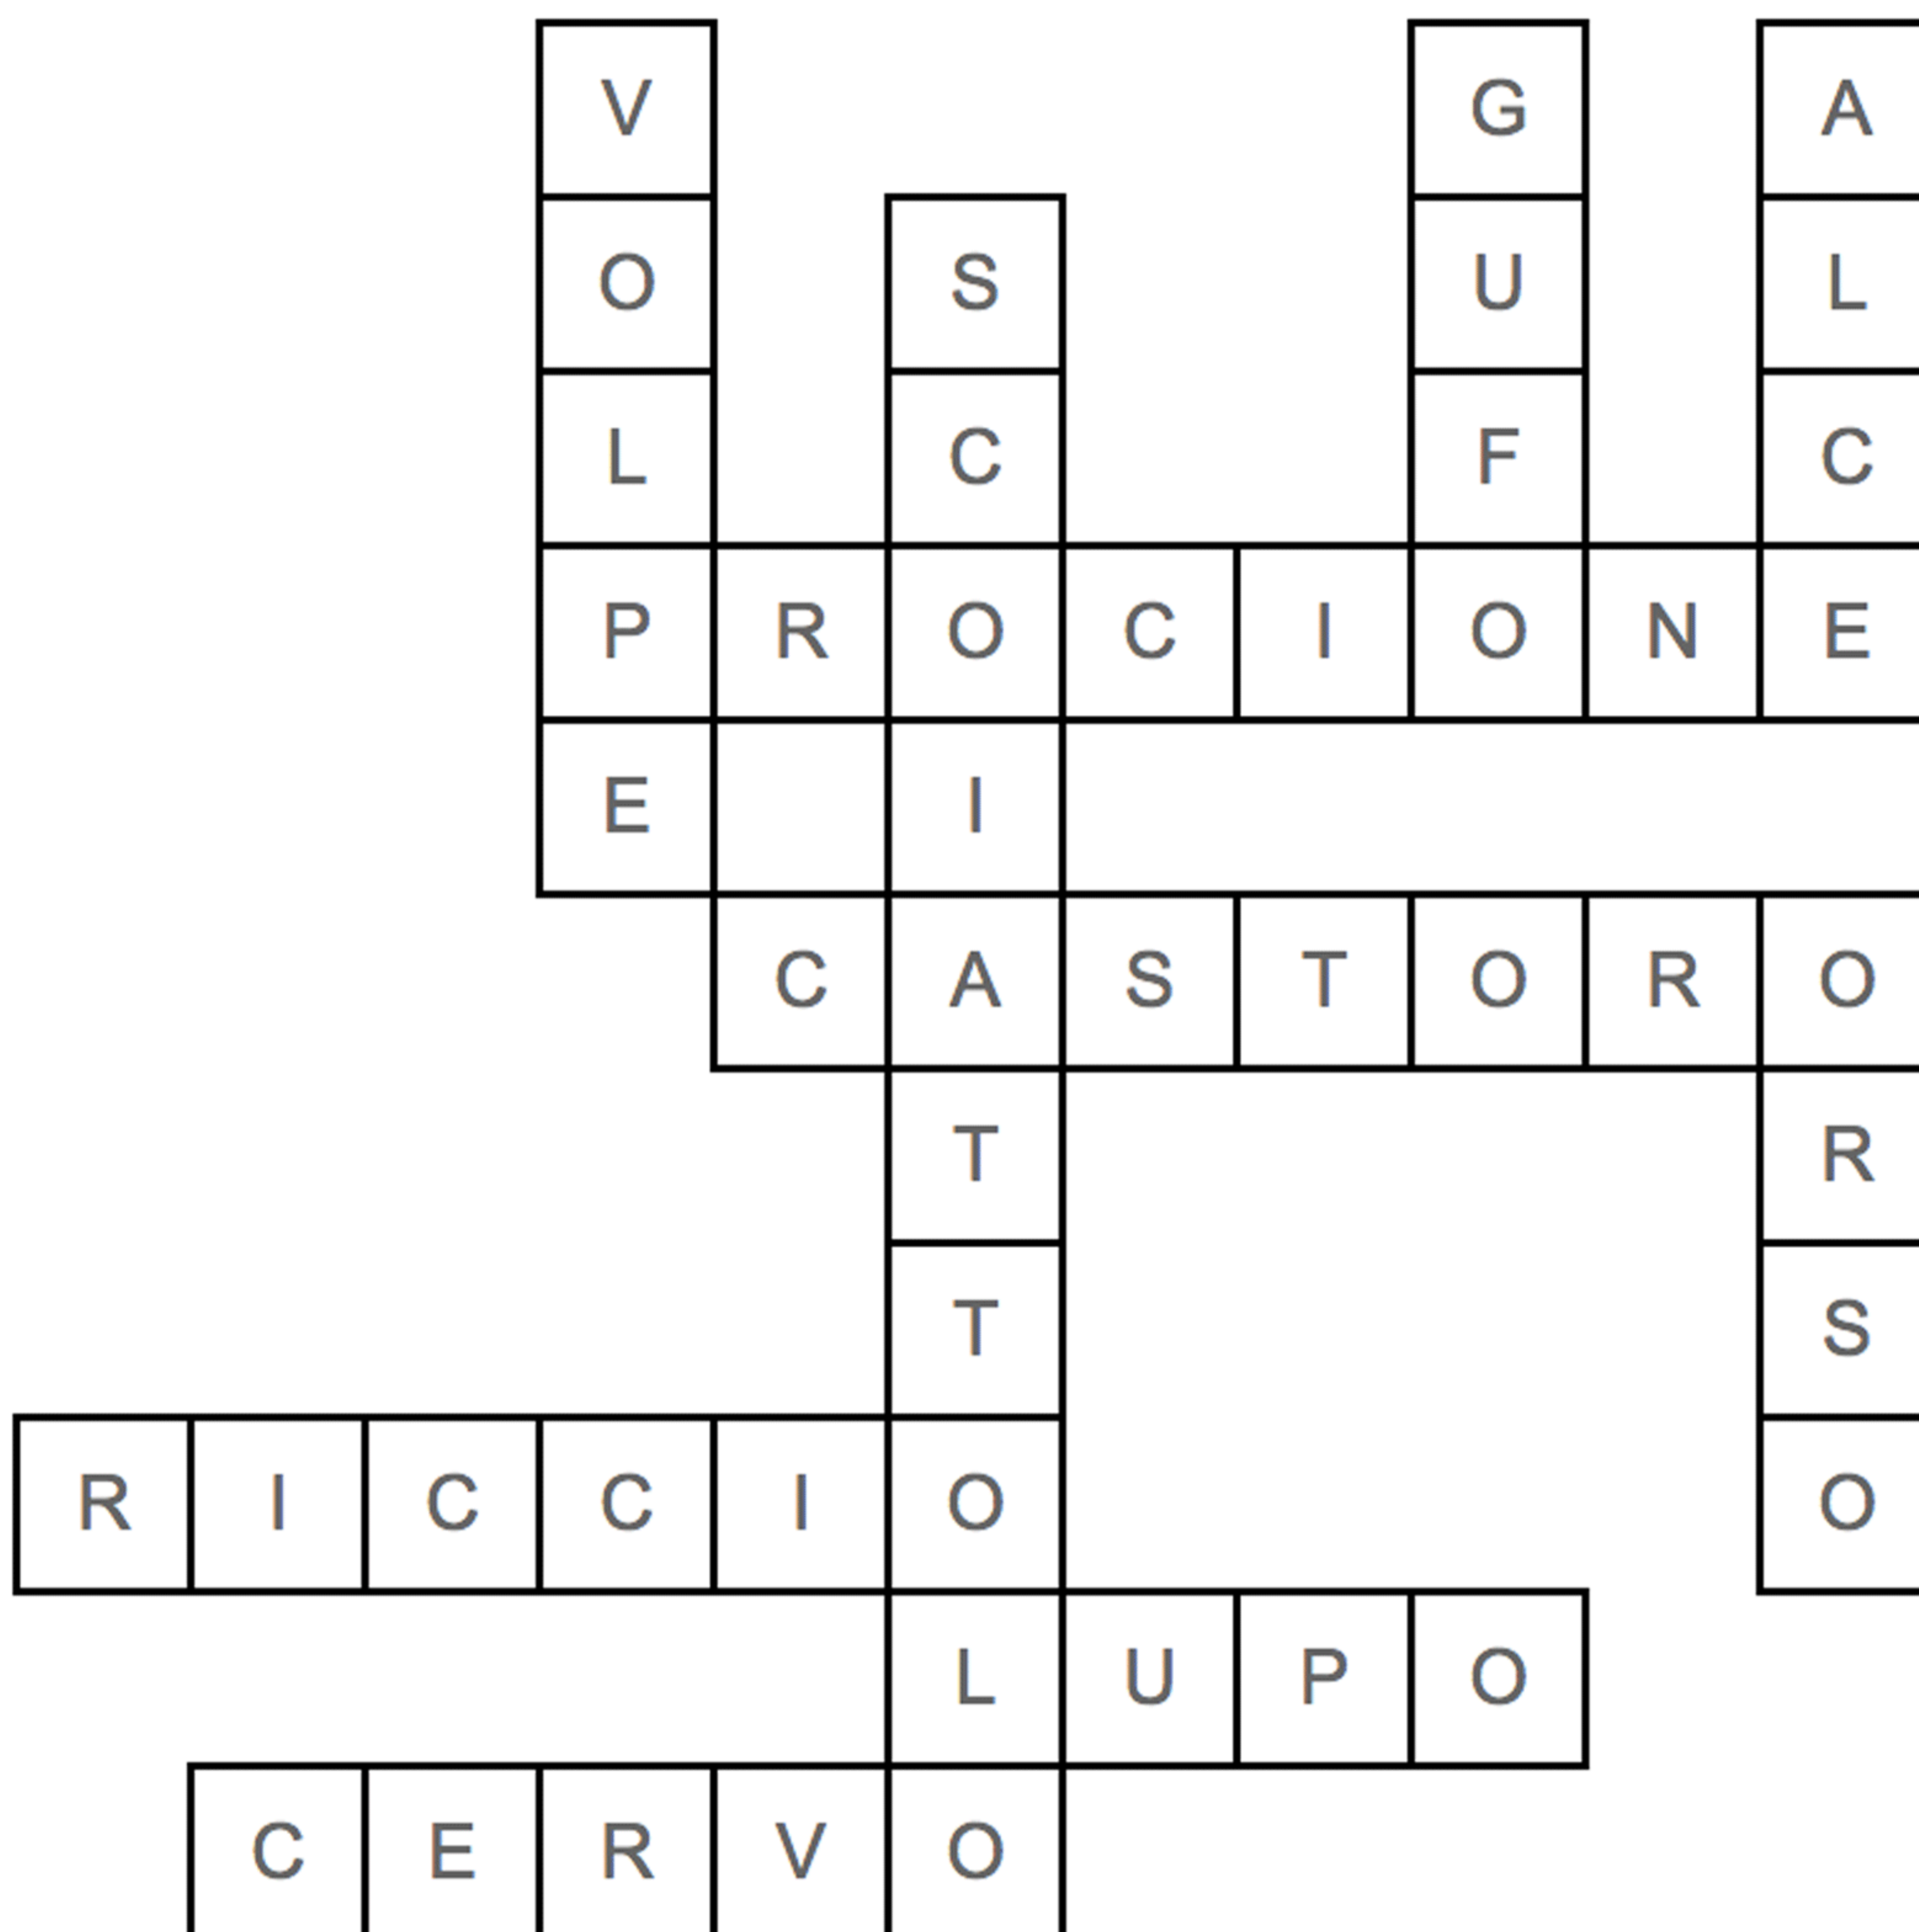 V G A
O S U L
L C F C
P R O C I O N E
E I
C A S T O R O
T R
T S
R I C C I O O
L U P O
C E R V O